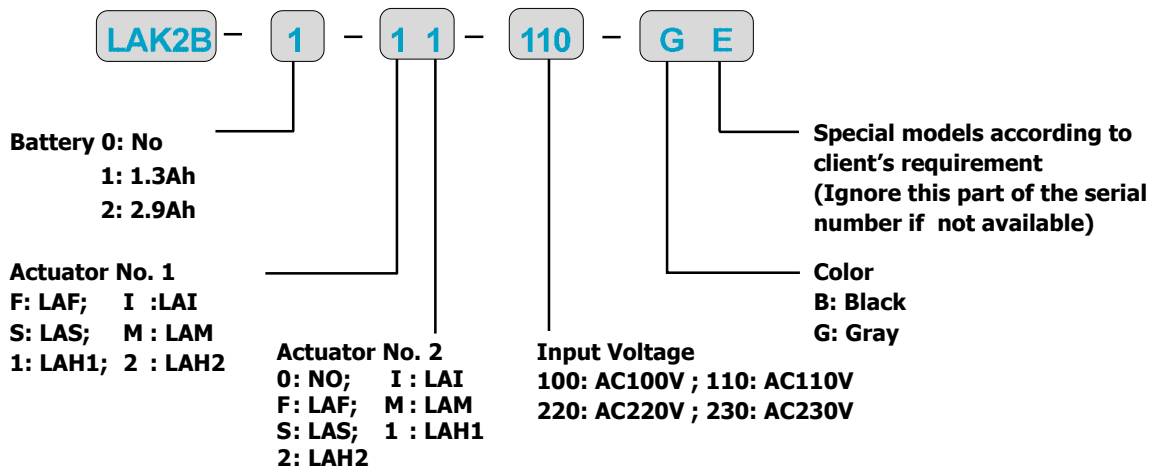 LAK2B – 1 – 1 1 – 110 – G E
Battery 0: No
1: 1.3Ah
2: 2.9Ah
Special models according to
client's requirement
(Ignore this part of the serial
number if not available)
Actuator No. 1
F: LAF; I :LAI
S: LAS; M : LAM
1: LAH1; 2 : LAH2
Actuator No. 2
0: NO; I : LAI
F: LAF; M : LAM
S: LAS; 1 : LAH1
2: LAH2
Input Voltage
100: AC100V ; 110: AC110V
220: AC220V ; 230: AC230V
Color
B: Black
G: Gray